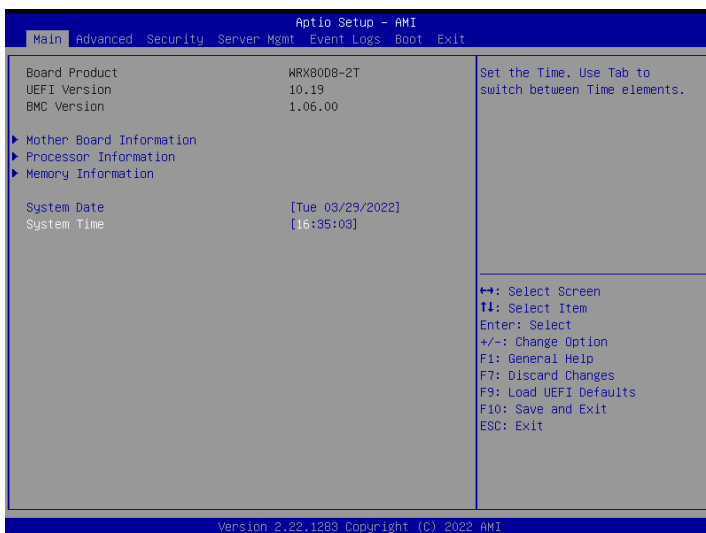 Aptio Setup - AMI
Main Advanced Security Server Mgmt Event Logs Boot Exit
Board Product WRX80D8-2T
UEFI Version 10.19
BMC Version 1.06.00
Mother Board Information
Processor Information
Memory Information
System Date [Tue 03/29/2022]
System Time [16:35:03]
Set the Time. Use Tab to
switch between Time elements.
↔: Select Screen
↑↓: Select Item
Enter: Select
+/-: Change Option
F1: General Help
F7: Discard Changes
F9: Load UEFI Defaults
F10: Save and Exit
ESC: Exit
Version 2.22.1283 Copyright (C) 2022 AMI